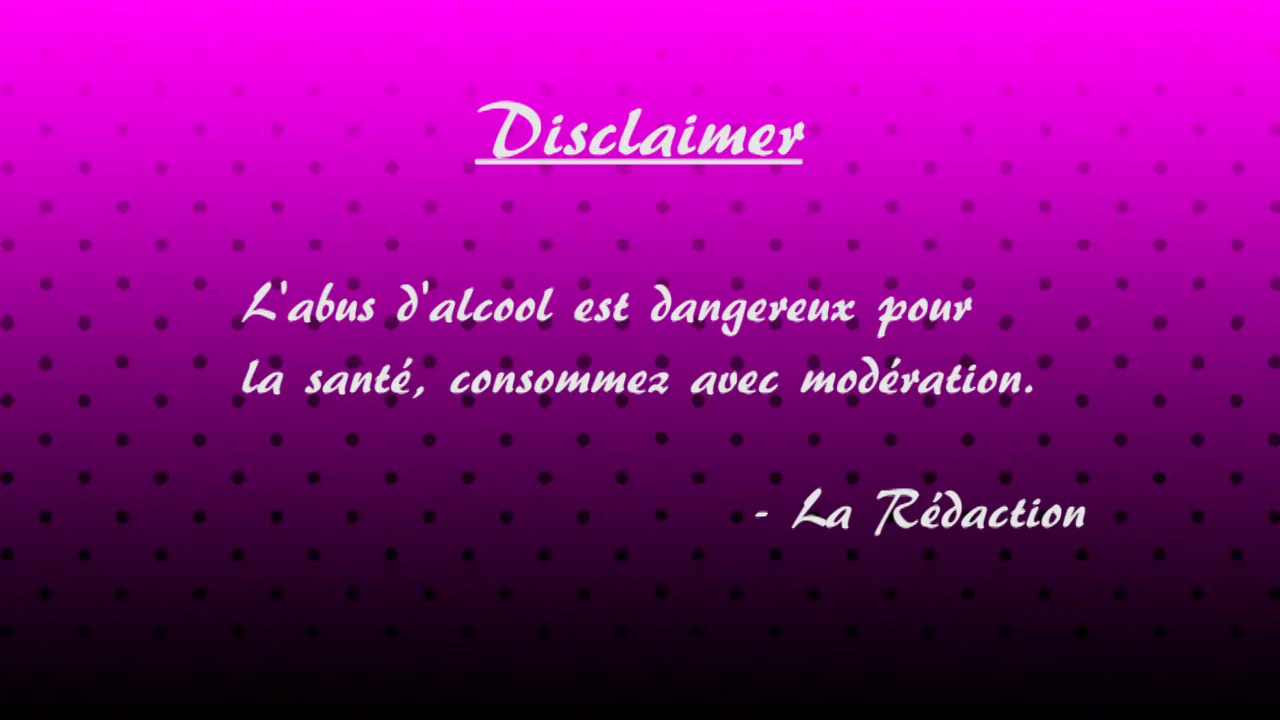 Disclaimer
L'abus d'alcool est dangereux pour
la santé, consommez avec modération.
- La Rédaction